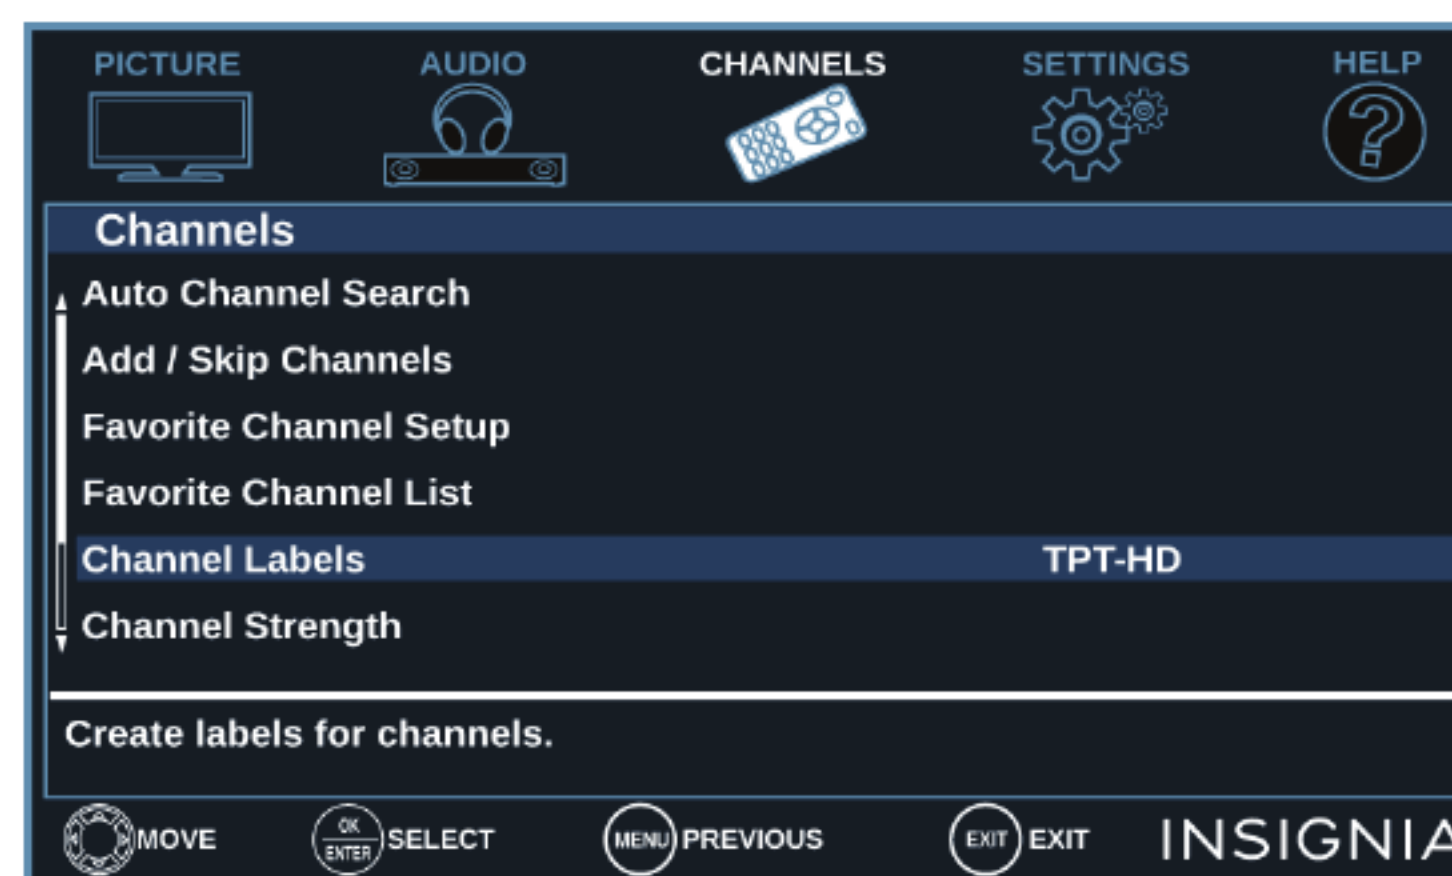 PICTURE AUDIO CHANNELS SETTINGS HELP
Channels
Auto Channel Search
Add / Skip Channels
Favorite Channel Setup
Favorite Channel List
Channel Labels TPT-HD
Channel Strength
Create labels for channels.
MOVE OK ENTER SELECT MENU PREVIOUS EXIT EXIT INSIGNIA